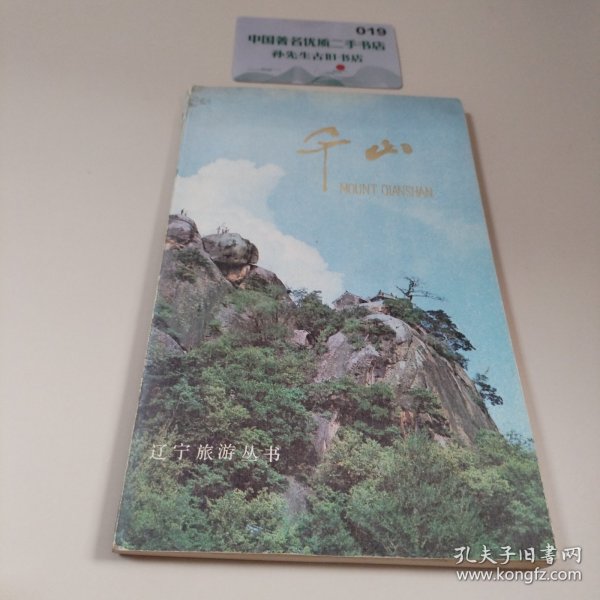 019
中国著名优质二手书店
孙先生古旧书店
千山
MOUNT QIANSHAN
辽宁旅游丛书
孔夫子旧书网
www.kongfz.com